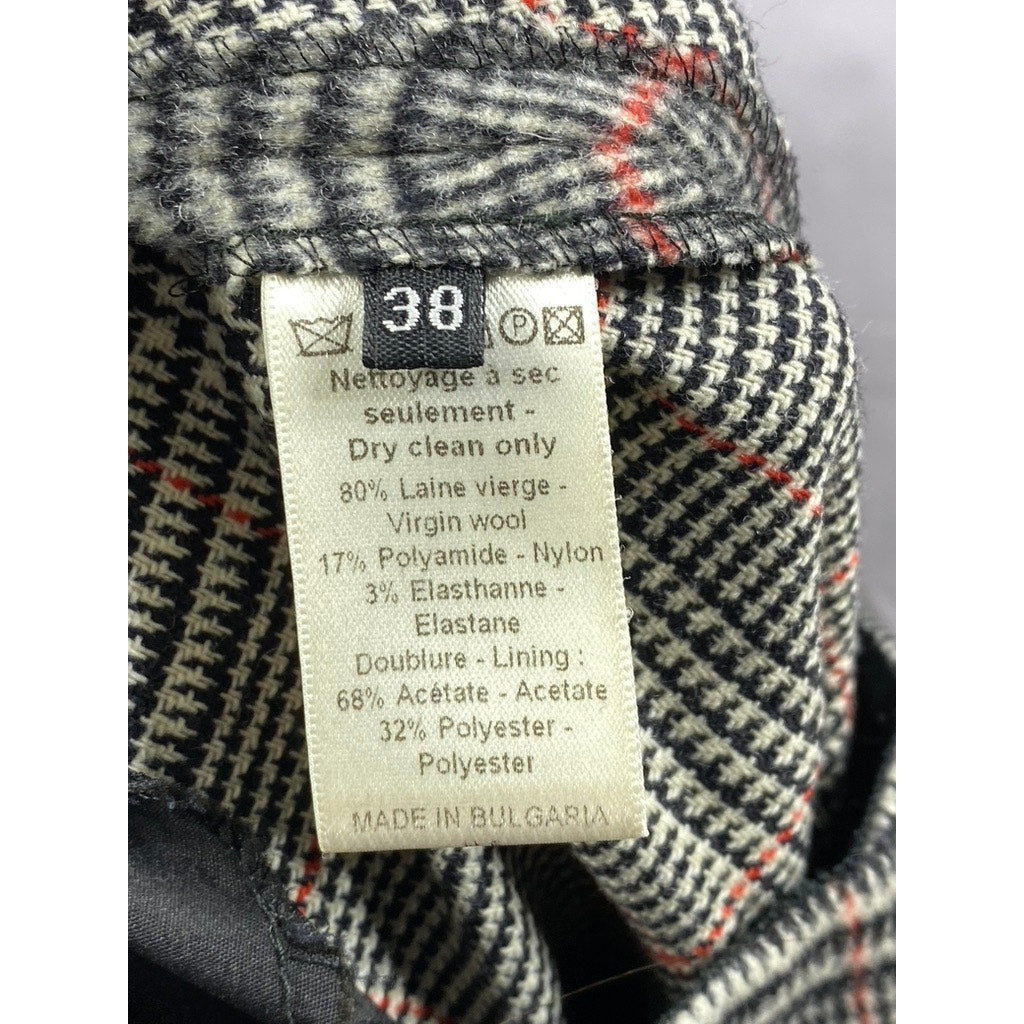 38
P
Nettoyage à sec
seulement -
Dry clean only
80% Laine vierge -
Virgin wool
17% Polyamide - Nylon
3% Elasthanne -
Elastane
Doublure - Lining :
68% Acétate - Acetate
32% Polyester -
Polyester
MADE IN BULGARIA